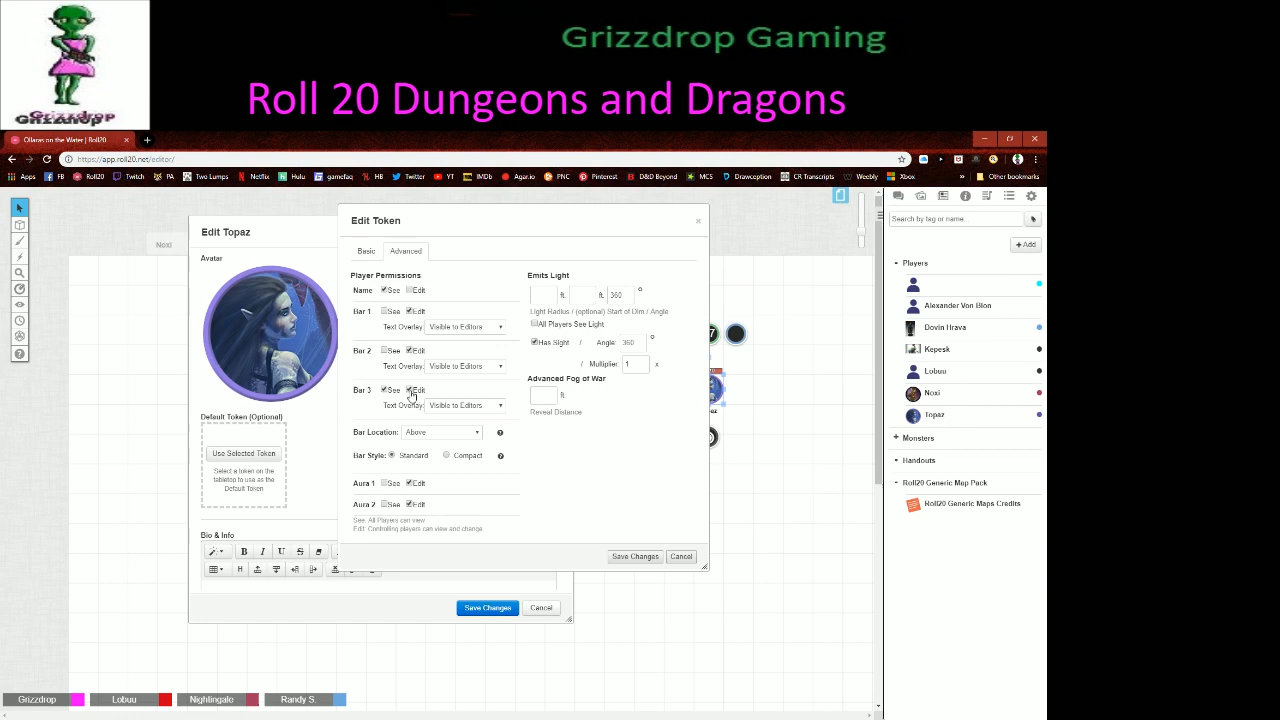 Grizzdrop Gaming
Roll 20 Dungeons and Dragons
Grizzdrop
Ollaras on the Water | Roll20
https://app.roll20.net/editor/
Apps FB Roll20 Twitch PA Two Lumps Netflix Hulu gamefaq HB Twitter YT IMDb Agar.io PNC Pinterest D&D Beyond MCS Drawception CR Transcripts Weebly Xbox » Other bookmarks
Search by tag or name...
+ Add
Players
Alexander Von Blon
Dovin Hrava
Kepesk
Lobuu
Noxi
Topaz
Monsters
Handouts
Roll20 Generic Map Pack
Roll20 Generic Maps Credits
Noxi
Edit Topaz
Avatar
Default Token (Optional)
Use Selected Token
Select a token on the
tabletop to use as the
Default Token
Bio & Info
B I U S
H
Save Changes Cancel
Edit Token ×
Basic Advanced
Player Permissions
Name See Edit
Bar 1 See Edit
Text Overlay: Visible to Editors
Bar 2 See Edit
Text Overlay: Visible to Editors
Bar 3 See Edit
Text Overlay: Visible to Editors
Bar Location: Above
Bar Style: Standard Compact
Aura 1 See Edit
Aura 2 See Edit
See: All Players can view
Edit: Controlling players can view and change
Emits Light
ft. ft. 360 °
Light Radius / (optional) Start of Dim / Angle
All Players See Light
Has Sight / Angle: 360 °
/ Multiplier: 1 x
Advanced Fog of War
ft.
Reveal Distance
Save Changes Cancel
7
Grizzdrop Lobuu Nightingale Randy S.